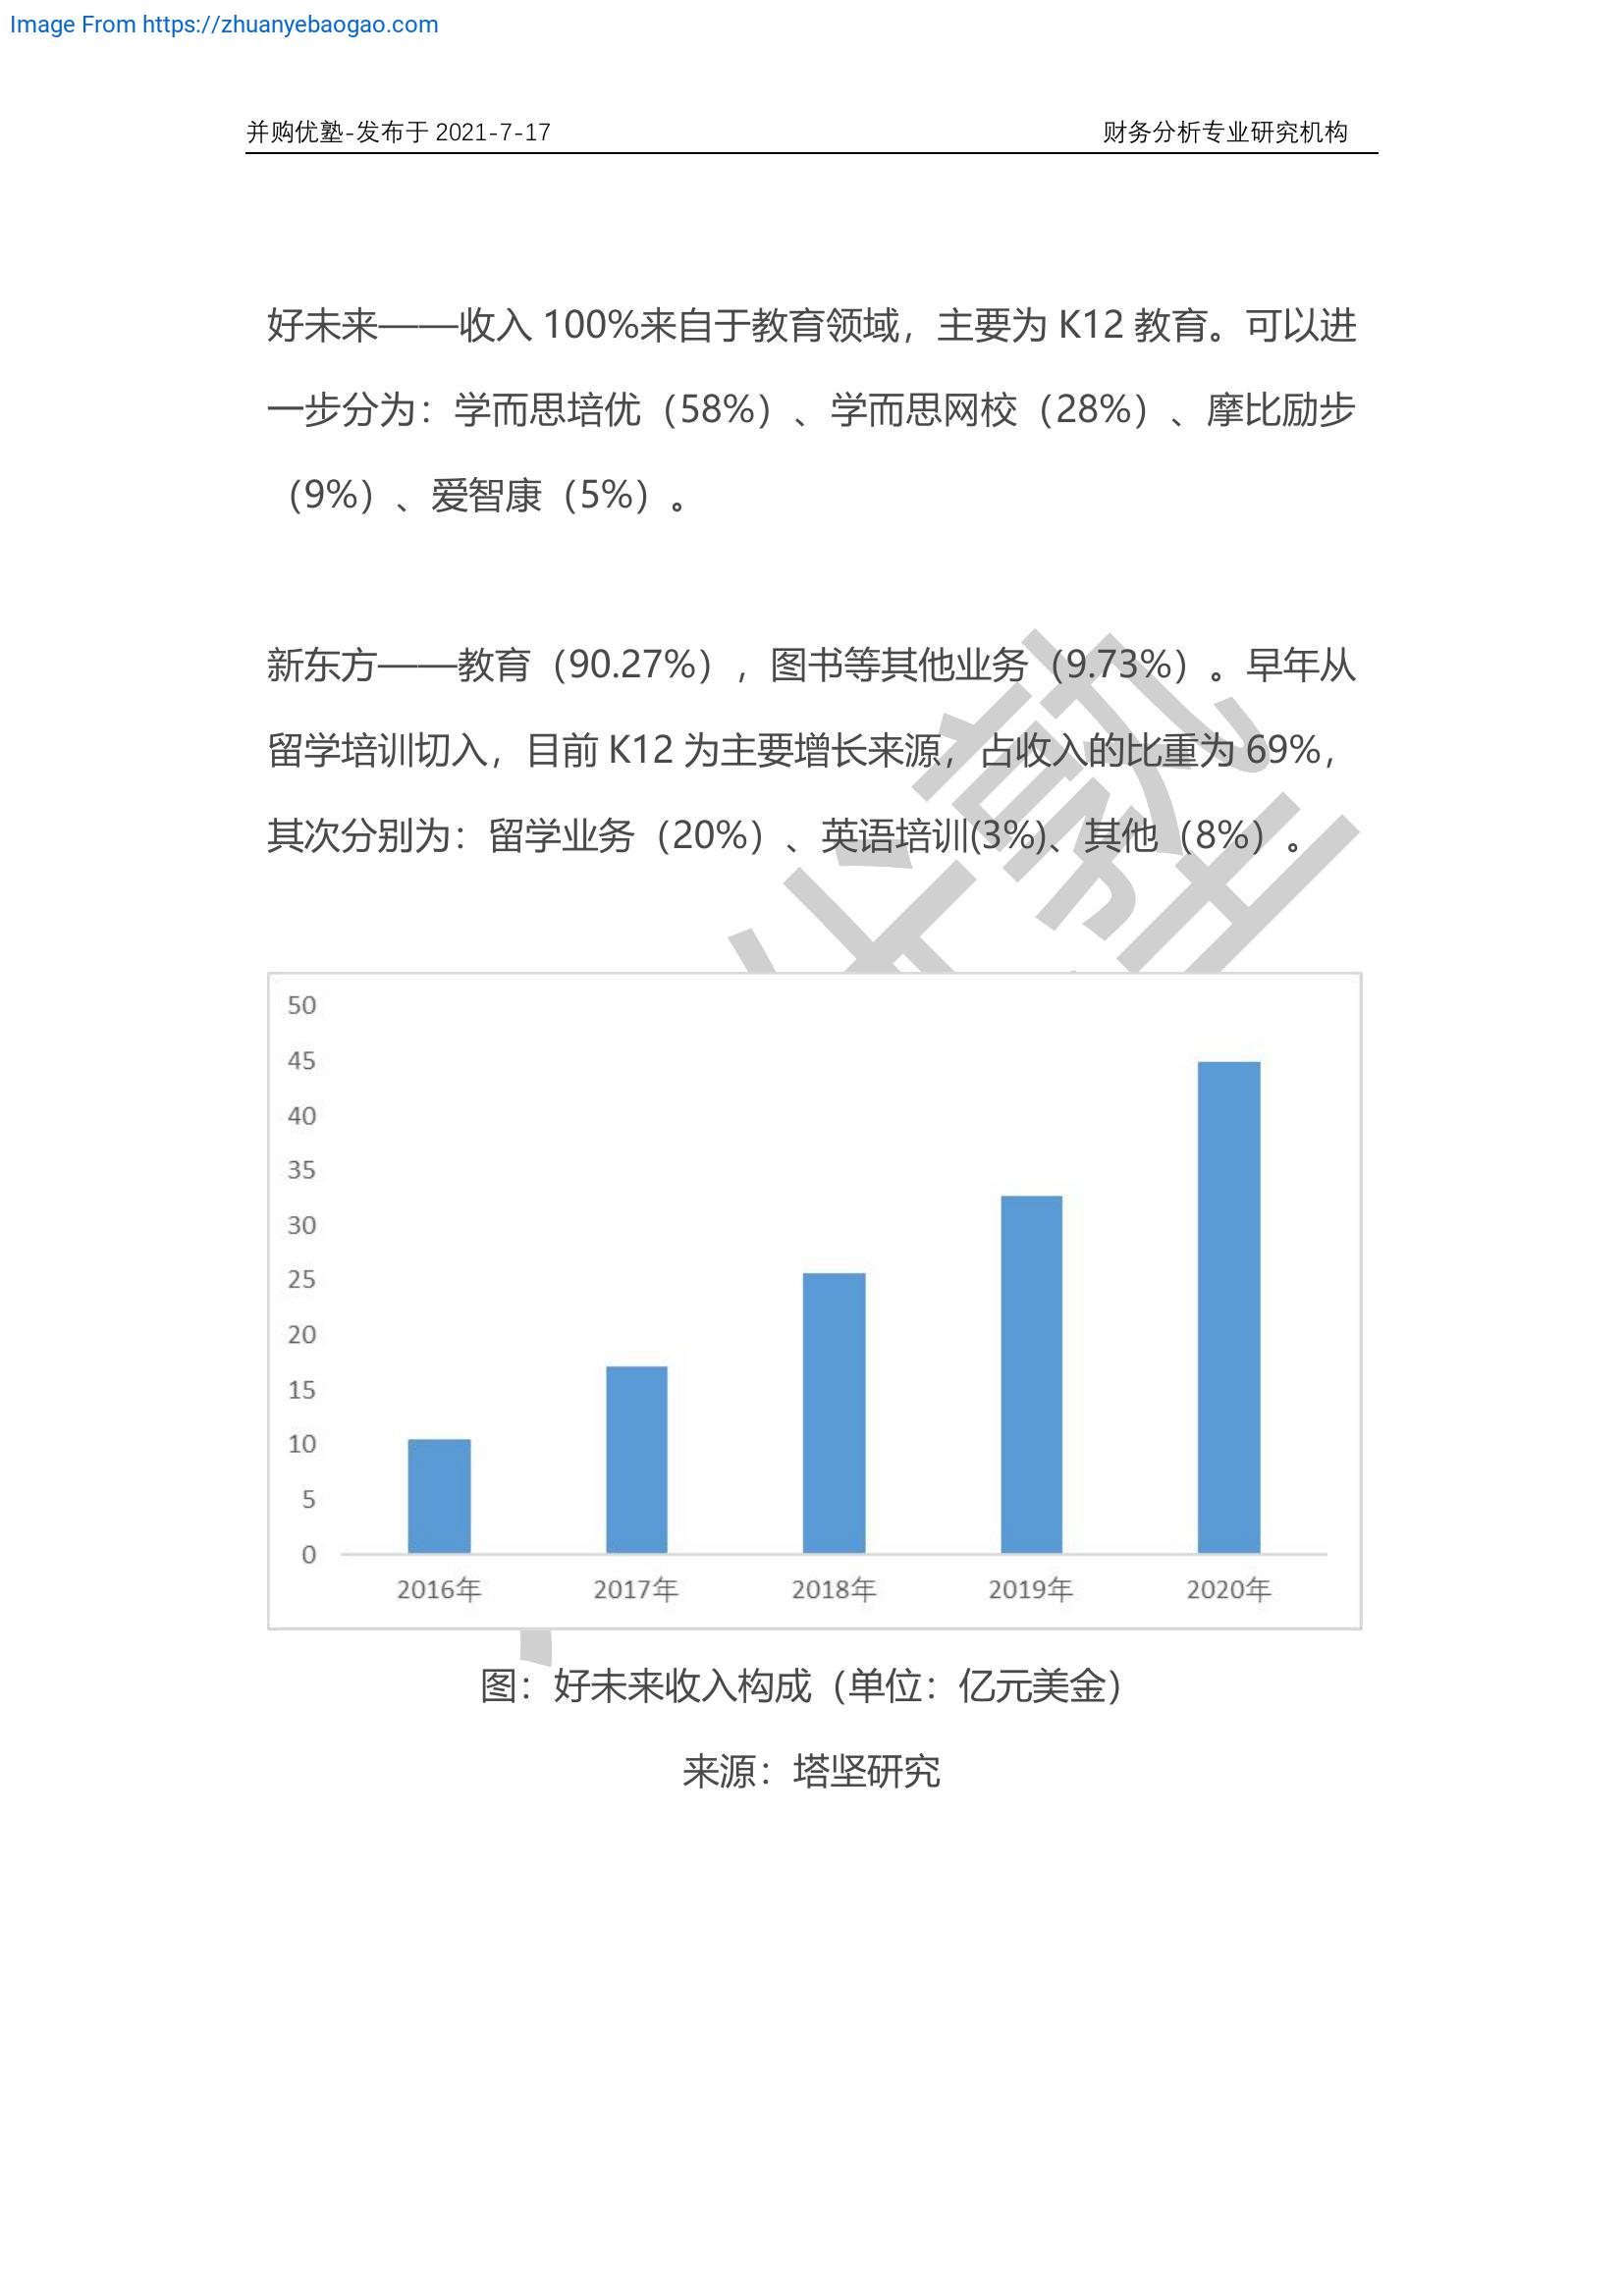 Image From https://zhuanyebaogao.com
并购优塾-发布于 2021-7-17 财务分析专业研究机构
好未来——收入 100%来自于教育领域，主要为 K12 教育。可以进
一步分为：学而思培优（58%）、学而思网校（28%）、摩比励步
（9%）、爱智康（5%）。
新东方——教育（90.27%），图书等其他业务（9.73%）。早年从
留学培训切入，目前 K12 为主要增长来源，占收入的比重为 69%，
其次分别为：留学业务（20%）、英语培训(3%)、其他（8%）。
50
45
40
35
30
25
20
15
10
5
0
2016年 2017年 2018年 2019年 2020年
图：好未来收入构成（单位：亿元美金）
来源：塔坚研究